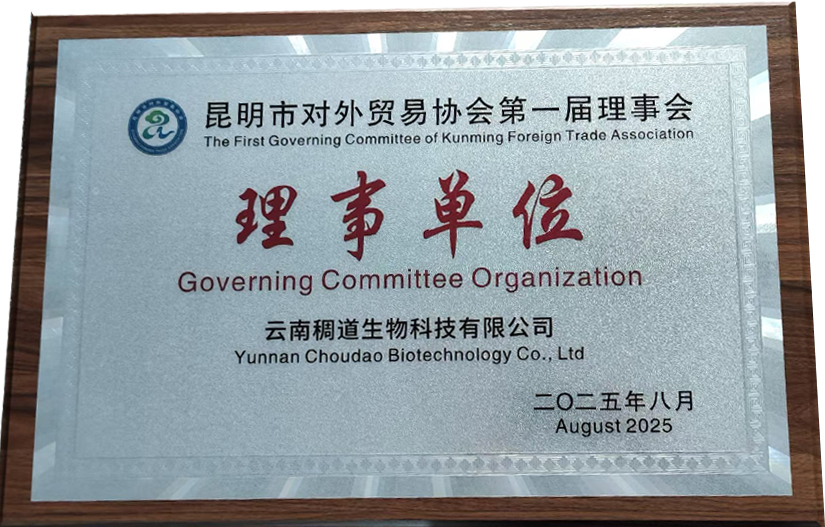 昆明市对外贸易协会第一届理事会
The First Governing Committee of Kunming Foreign Trade Association
理事单位
Governing Committee Organization
云南稠道生物科技有限公司
Yunnan Choudao Biotechnology Co., Ltd
二〇二五年八月
August 2025